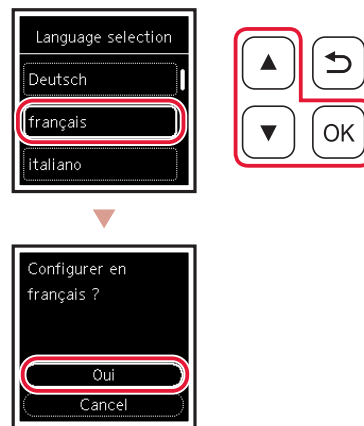 Language selection
Deutsch
français
italiano
OK
Configurer en
français ?
Oui
Cancel